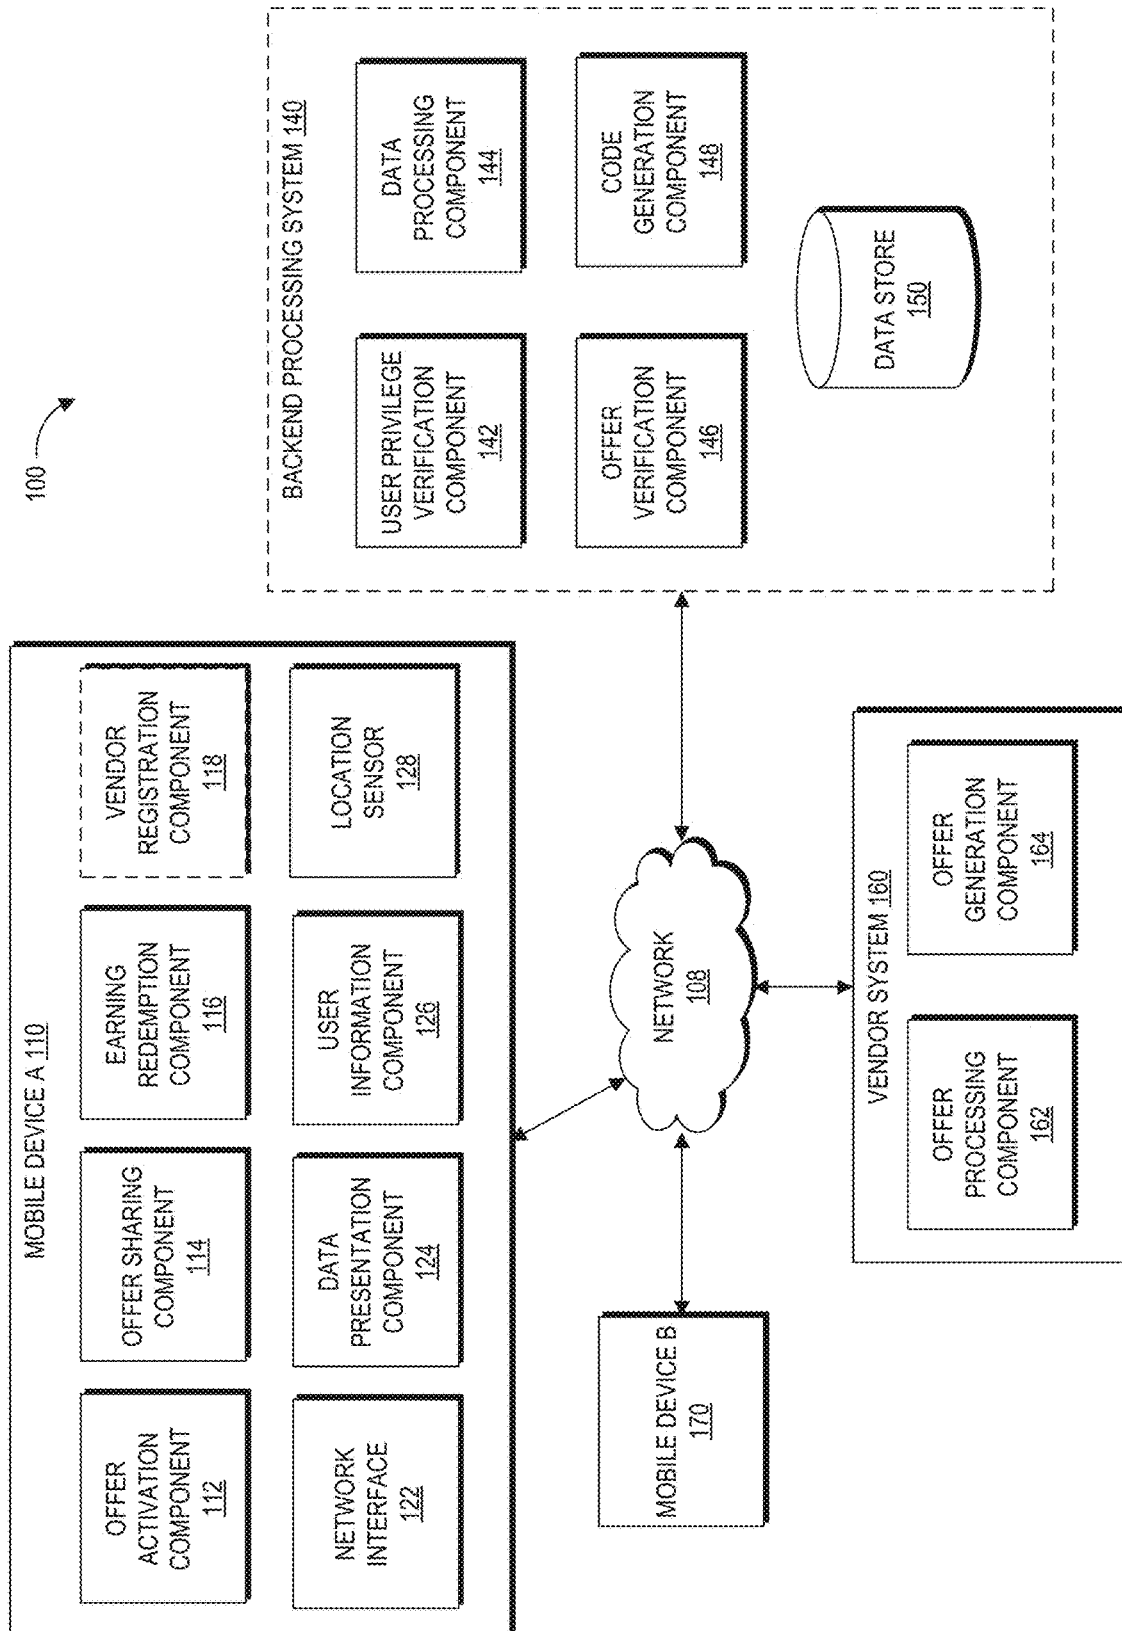 100
MOBILE DEVICE A 110
OFFER
ACTIVATION
COMPONENT
112
OFFER SHARING
COMPONENT
114
EARNING
REDEMPTION
COMPONENT
116
VENDOR
REGISTRATION
COMPONENT
118
NETWORK
INTERFACE
122
DATA
PRESENTATION
COMPONENT
124
USER
INFORMATION
COMPONENT
126
LOCATION
SENSOR
128
BACKEND PROCESSING SYSTEM 140
USER PRIVILEGE
VERIFICATION
COMPONENT
142
DATA
PROCESSING
COMPONENT
144
OFFER
VERIFICATION
COMPONENT
146
CODE
GENERATION
COMPONENT
148
DATA STORE
150
NETWORK
108
MOBILE DEVICE B
170
VENDOR SYSTEM 160
OFFER
PROCESSING
COMPONENT
162
OFFER
GENERATION
COMPONENT
164